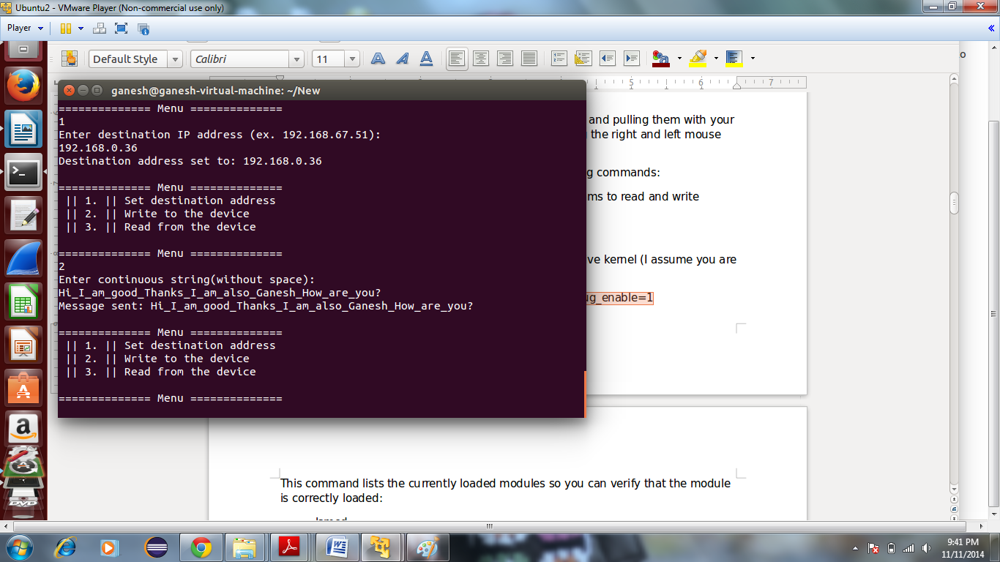 Ubuntu2 - VMware Player (Non-commercial use only)
Player
Default Style
Calibri
11
5
6
7
ganesh@ganesh-virtual-machine: ~/New
============== Menu ==============
1
Enter destination IP address (ex. 192.168.67.51):
192.168.0.36
Destination address set to: 192.168.0.36
============== Menu ==============
|| 1. || Set destination address
|| 2. || Write to the device
|| 3. || Read from the device
============== Menu ==============
2
Enter continuous string(without space):
Hi_I_am_good_Thanks_I_am_also_Ganesh_How_are_you?
Message sent: Hi_I_am_good_Thanks_I_am_also_Ganesh_How_are_you?
============== Menu ==============
|| 1. || Set destination address
|| 2. || Write to the device
|| 3. || Read from the device
============== Menu ==============
and pulling them with your
the right and left mouse
g commands:
ms to read and write
ve kernel (I assume you are
ug_enable=1
This command lists the currently loaded modules so you can verify that the module
is correctly loaded:
9:41 PM
11/11/2014